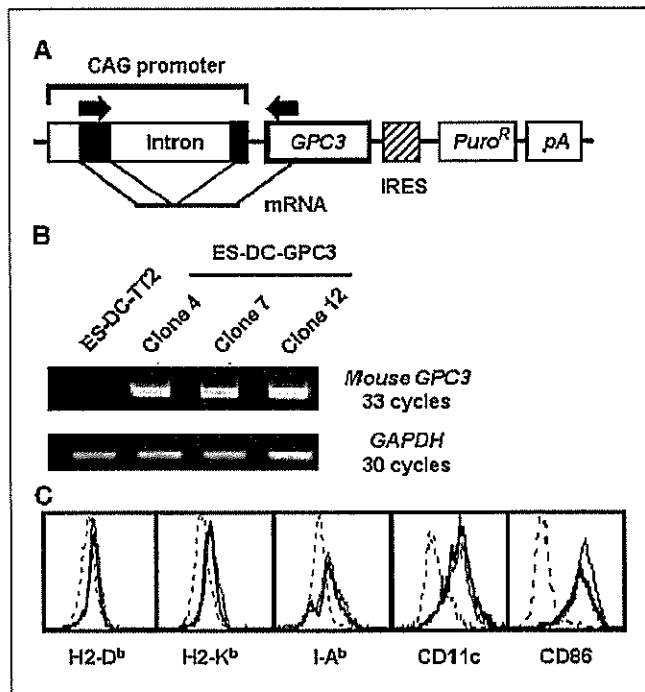 A
CAG promoter
Intron
GPC3
Puro^R
pA
IRES
mRNA
B
ES-DC-GPC3
ES-DC-TT2
Clone 4
Clone 7
Clone 12
Mouse GPC3
33 cycles
GAPDH
30 cycles
C
H2-D^b
H2-K^b
I-A^b
CD11c
CD86